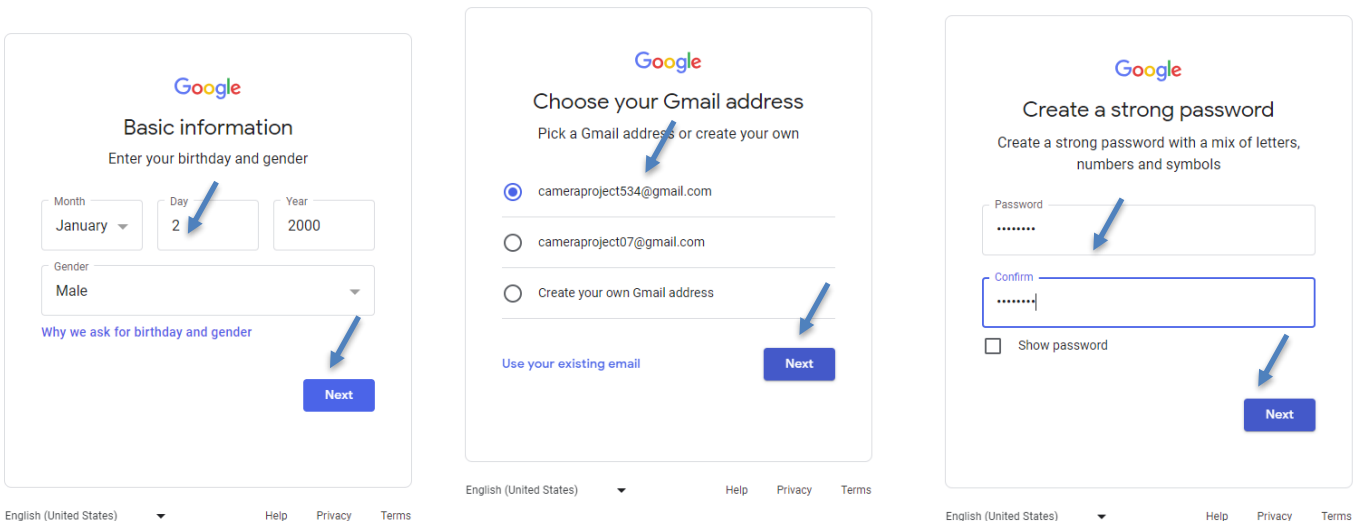 Google
Basic information
Enter your birthday and gender
Month
January
Day
2
Year
2000
Gender
Male
Why we ask for birthday and gender
Next
English (United States)
Help Privacy Terms
Google
Choose your Gmail address
Pick a Gmail address or create your own
cameraproject534@gmail.com
cameraproject07@gmail.com
Create your own Gmail address
Use your existing email
Next
English (United States)
Help Privacy Terms
Google
Create a strong password
Create a strong password with a mix of letters,
numbers and symbols
Password
••••••••
Confirm
••••••••
Show password
Next
English (United States)
Help Privacy Terms